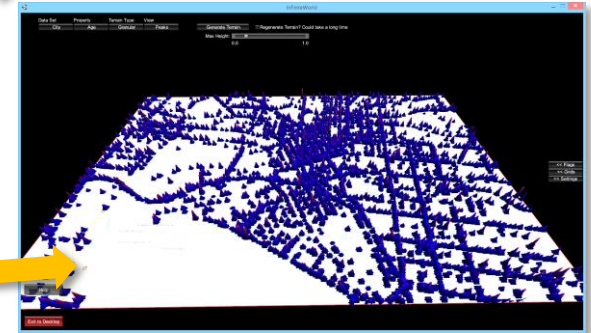 InfiniteWorld
Data Set Property Terrain Type View
City Age Granular Peaks
Generate Terrain Regenerate Terrain? Could take a long time
Max Height
0.0 1.0
<< Flags
<< Grids
<< Settings
Exit to Desktop